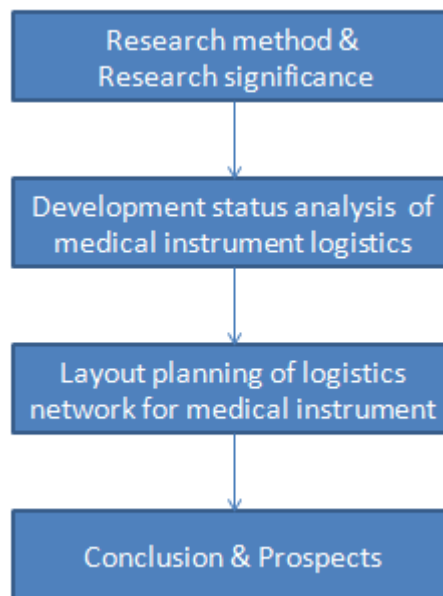 Research method &
Research significance
Development status analysis of
medical instrument logistics
Layout planning of logistics
network for medical instrument
Conclusion & Prospects